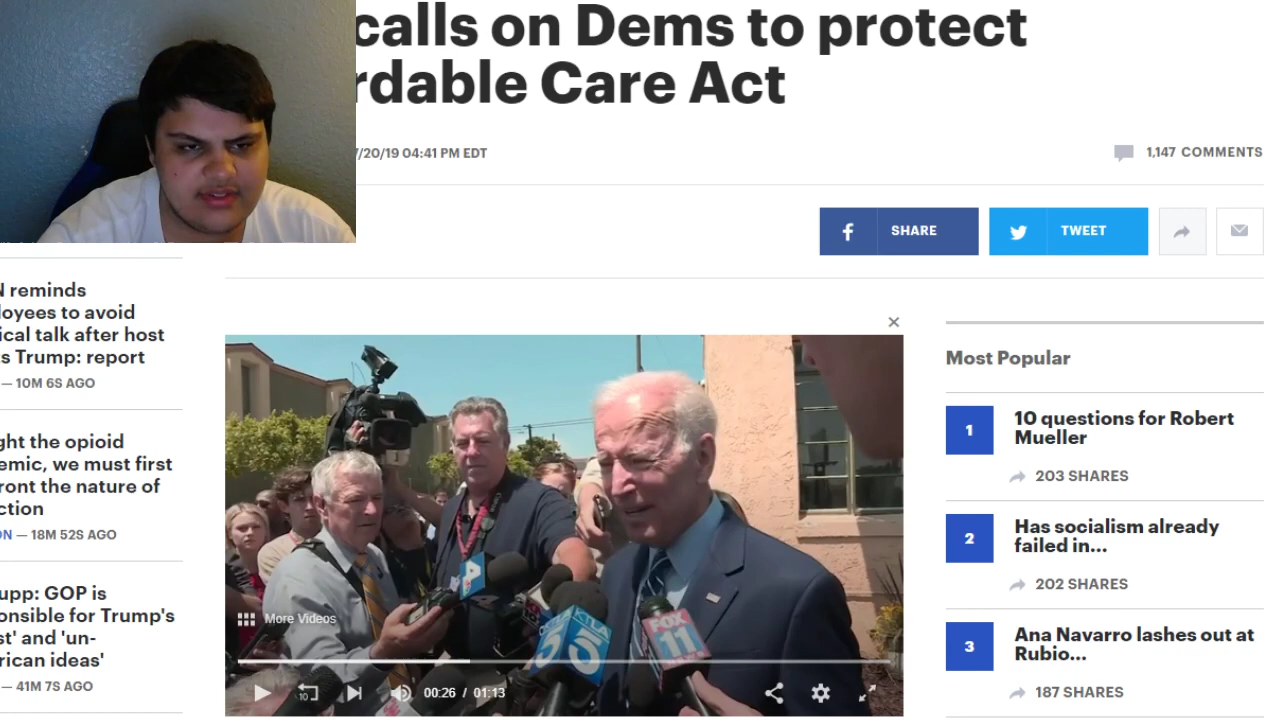 calls on Dems to protect
rdable Care Act
7/20/19 04:41 PM EDT
1,147 COMMENTS
SHARE
TWEET
N reminds
loyees to avoid
ical talk after host
s Trump: report
— 10M 6S AGO
ght the opioid
emic, we must first
ront the nature of
ction
ON — 18M 52S AGO
upp: GOP is
onsible for Trump's
st' and 'un-
rican ideas'
— 41M 7S AGO
More Videos
KTLA
5
5
FOX
11
10
00:26 / 01:13
Most Popular
1
10 questions for Robert
Mueller
203 SHARES
2
Has socialism already
failed in...
202 SHARES
3
Ana Navarro lashes out at
Rubio...
187 SHARES